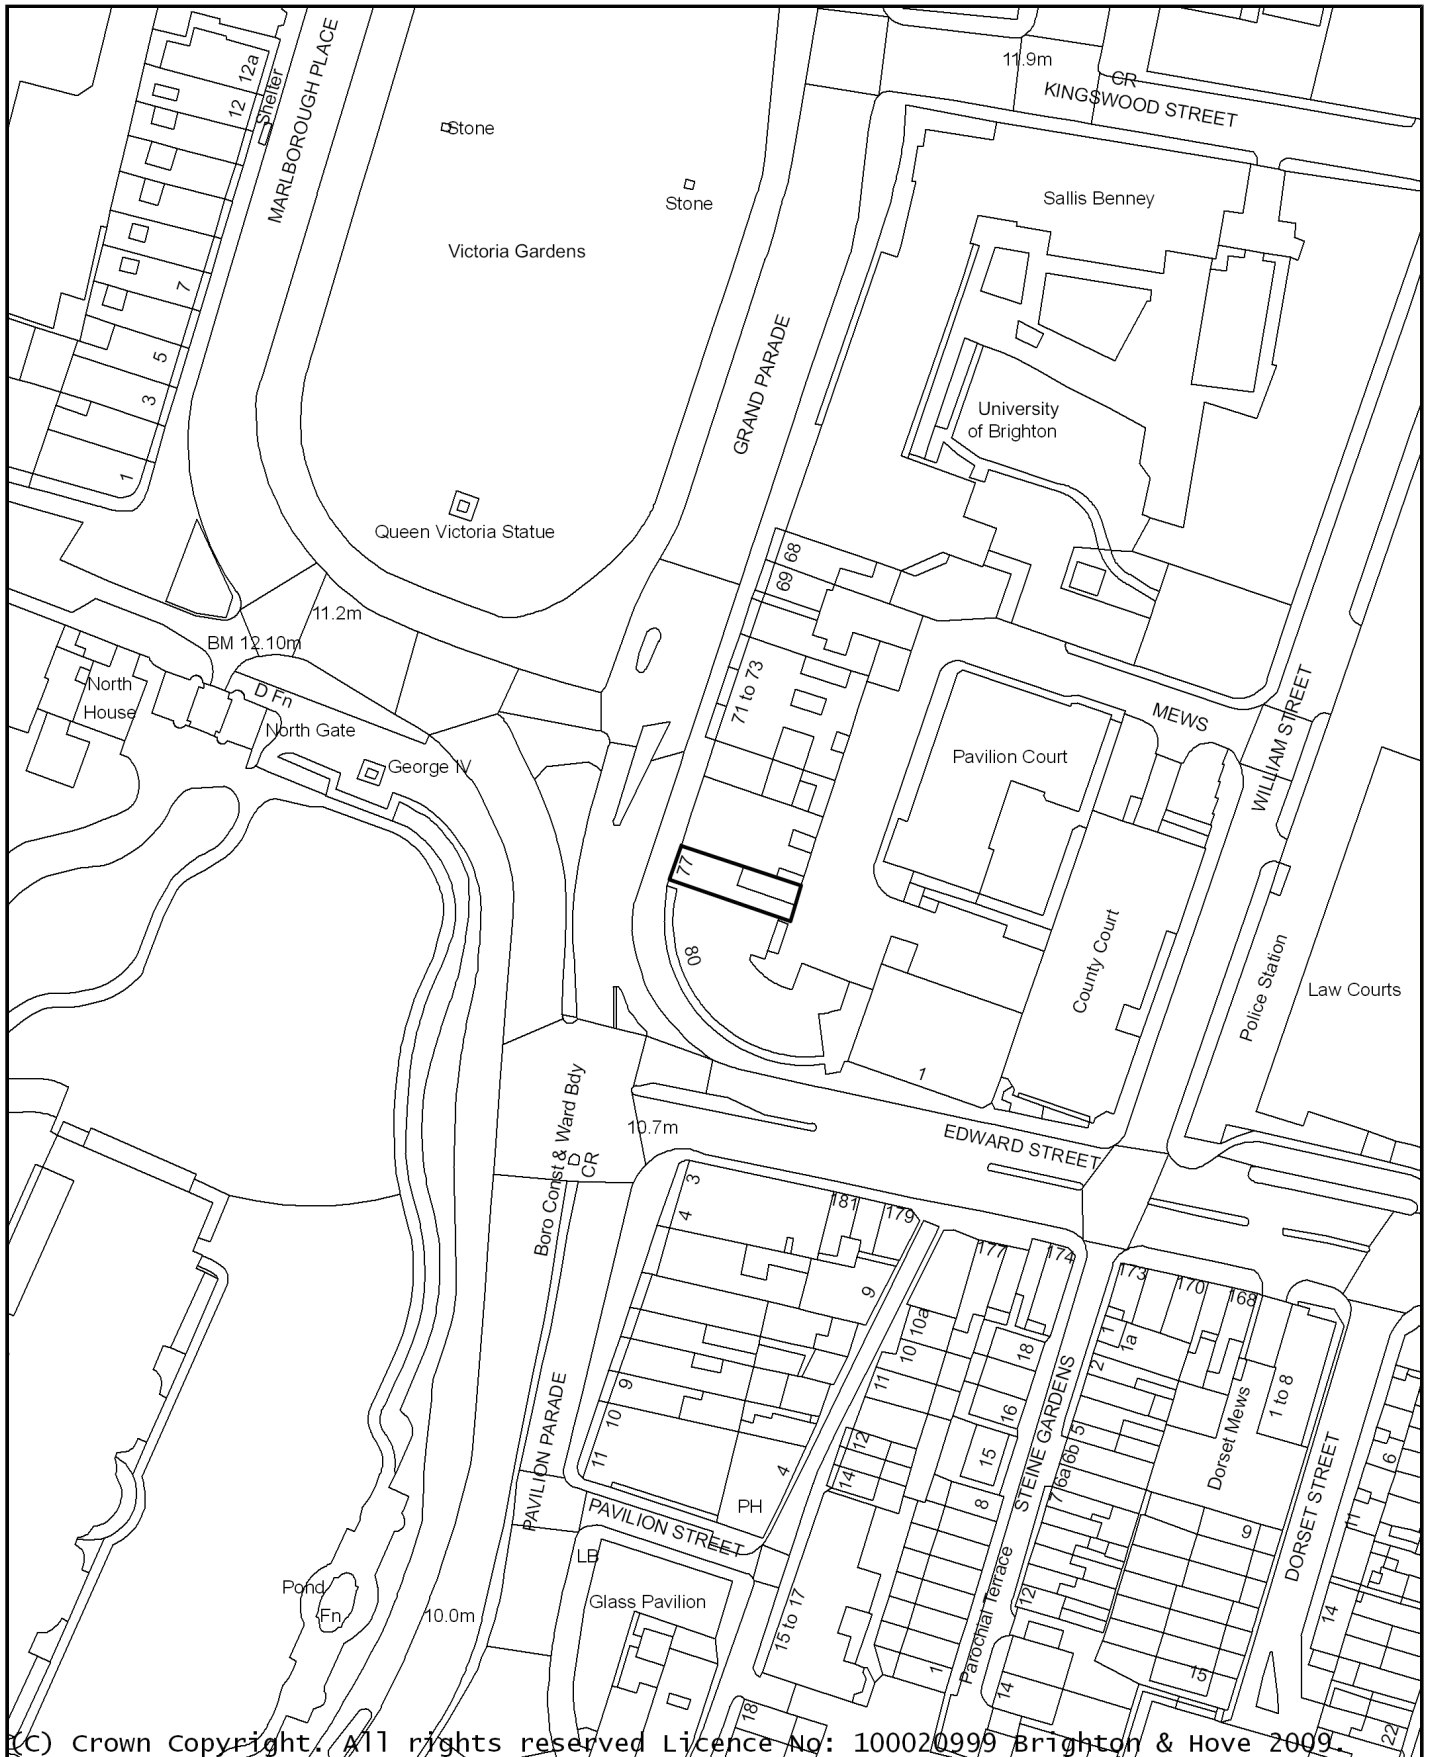 11.9m
CR
KINGSWOOD STREET
12a
12
Shelter
MARLBOROUGH PLACE
Stone
Stone
Sallis Benney
Victoria Gardens
7
5
3
1
GRAND PARADE
University
of Brighton
Queen Victoria Statue
68
69
11.2m
BM 12.10m
North
House
D Fn
North Gate
George IV
71 to 73
MEWS
WILLIAM STREET
Pavilion Court
77
80
County Court
Police Station
Law Courts
1
EDWARD STREET
Boro Const & Ward Bdy
10.7m
CR
3
4
181
179
177
174
173
170
168
9
10a
10
11
12
14
18
16
15
8
1
1a
2
5
6b
6a
7
STEINE GARDENS
Dorset Mews
1 to 8
DORSET STREET
6
11
9
14
PAVILION PARADE
9
10
11
4
PH
PAVILION STREET
LB
Glass Pavilion
Pond
Fn
10.0m
15 to 17
Parochial Terrace
12
1
14
15
18
22
(C) Crown Copyright. All rights reserved Licence No: 100020999 Brighton & Hove 2009.